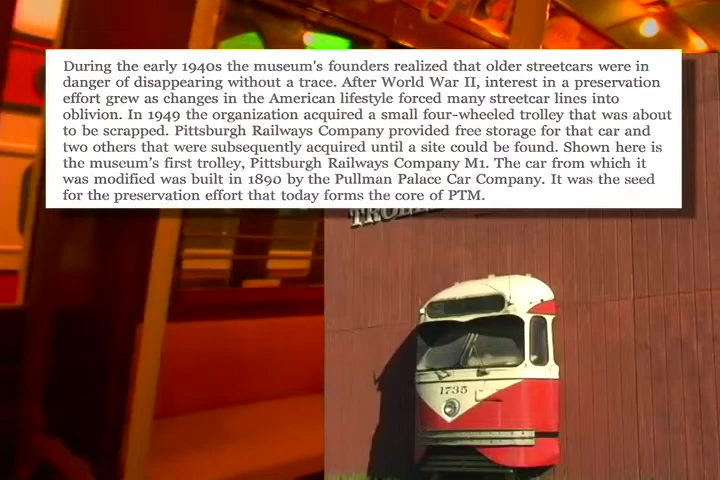 During the early 1940s the museum's founders realized that older streetcars were in
danger of disappearing without a trace. After World War II, interest in a preservation
effort grew as changes in the American lifestyle forced many streetcar lines into
oblivion. In 1949 the organization acquired a small four-wheeled trolley that was about
to be scrapped. Pittsburgh Railways Company provided free storage for that car and
two others that were subsequently acquired until a site could be found. Shown here is
the museum's first trolley, Pittsburgh Railways Company M1. The car from which it
was modified was built in 1890 by the Pullman Palace Car Company. It was the seed
for the preservation effort that today forms the core of PTM.
1735